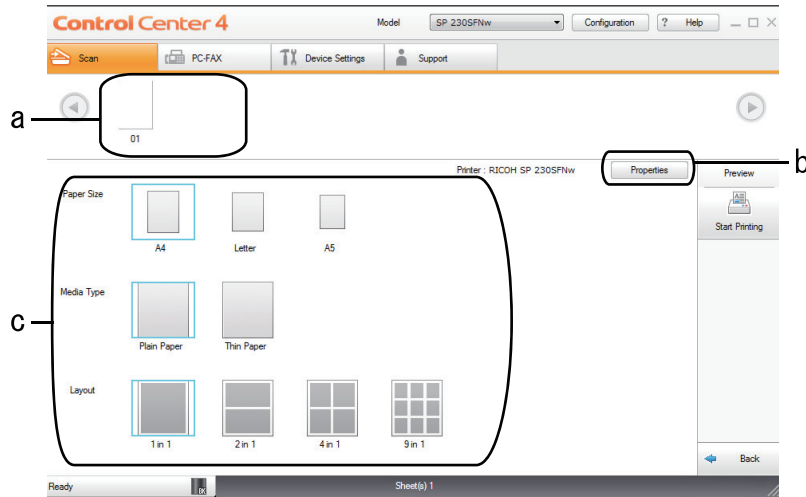 Control Center 4
Model SP 230SFNw Configuration ? Help
Scan PC-FAX Device Settings Support
a
01
b
Printer : RICOH SP 230SFNw Properties Preview
Paper Size
Start Printing
A4 Letter A5
Media Type
c
Plain Paper Thin Paper
Layout
1 in 1 2 in 1 4 in 1 9 in 1
Back
Ready BK Sheet(s) 1